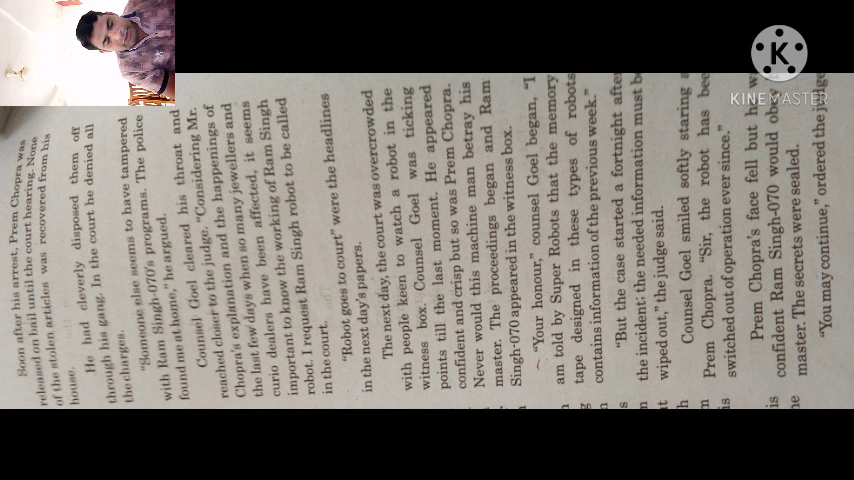 Soon after his arrest, Prem Chopra was
released on bail until the court hearing. None
of the stolen articles was recovered from his
house.
He had cleverly disposed them off
through his gang. In the court he denied all
the charges.
"Someone else seems to have tampered
with Ram Singh-070's programs. The police
found me at home," he argued.
Counsel Goel cleared his throat and
reached closer to the judge. "Considering Mr.
Chopra's explanation and the happenings of
the last few days when so many jewellers and
curio dealers have been affected, it seems
important to know the working of Ram Singh
robot. I request Ram Singh robot to be called
in the court.
"Robot goes to court" were the headlines
in the next day's papers.
The next day, the court was overcrowded
with people keen to watch a robot in the
witness box. Counsel Goel was ticking
points till the last moment. He appeared
confident and crisp but so was Prem Chopra.
Never would this machine man betray his
master. The proceedings began and Ram
Singh-070 appeared in the witness box.
"Your honour," counsel Goel began, "I
am told by Super Robots that the memory
tape designed in these types of robots
contains information of the previous week."
"But the case started a fortnight after
the incident; the needed information must be
wiped out," the judge said.
Counsel Goel smiled softly staring a
Prem Chopra. "Sir, the robot has bee
switched out of operation ever since."
Prem Chopra's face fell but he wa
confident Ram Singh-070 would obey
master. The secrets were sealed.
"You may continue," ordered the judge
KINEMASTER